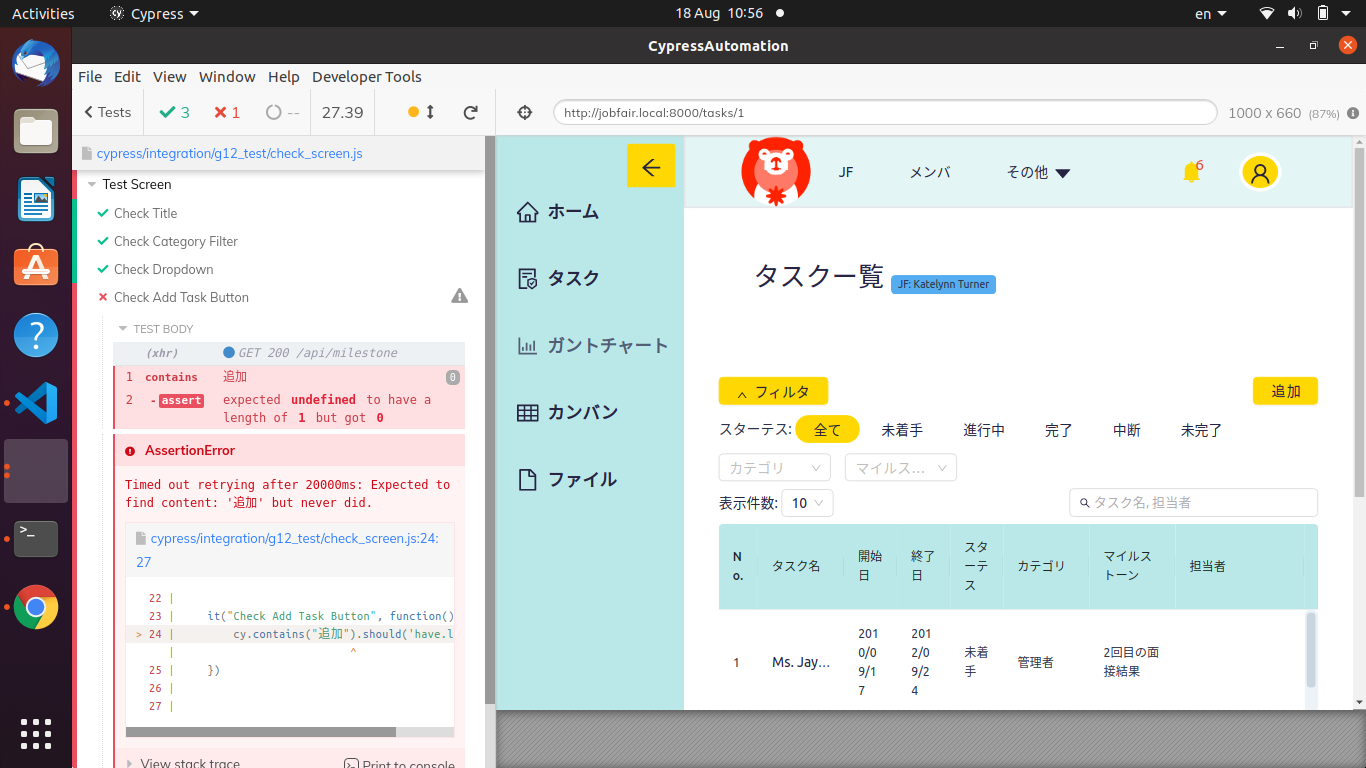 Activities
Cypress
18 Aug 10:56
en
CypressAutomation
File Edit View Window Help Developer Tools
Tests
3
1
--
27.39
http://jobfair.local:8000/tasks/1
1000 x 660 (87%)
cypress/integration/g12_test/check_screen.js
Test Screen
Check Title
Check Category Filter
Check Dropdown
Check Add Task Button
TEST BODY
(xhr) GET 200 /api/milestone
1 contains 追加 0
2 - assert expected undefined to have a
length of 1 but got 0
AssertionError
Timed out retrying after 20000ms: Expected to
find content: '追加' but never did.
cypress/integration/g12_test/check_screen.js:24:
27
22 |
23 | it("Check Add Task Button", function()
> 24 | cy.contains("追加").should('have.l
| ^
25 | })
26 |
27 |
View stack trace
Print to console
ホーム
タスク
ガントチャート
カンバン
ファイル
JF
メンバ
その他
6
タスク一覧
JF: Katelynn Turner
フィルタ
追加
スターテス: 全て 未着手 進行中 完了 中断 未完了
カテゴリ
マイルス...
表示件数: 10
タスク名, 担当者
N
o.
タスク名
開始
日
終了
日
スタ
ーテ
ス
カテゴリ
マイルス
トーン
担当者
1
Ms. Jay...
201
0/0
9/1
7
201
2/0
9/2
4
未着
手
管理者
2回目の面
接結果